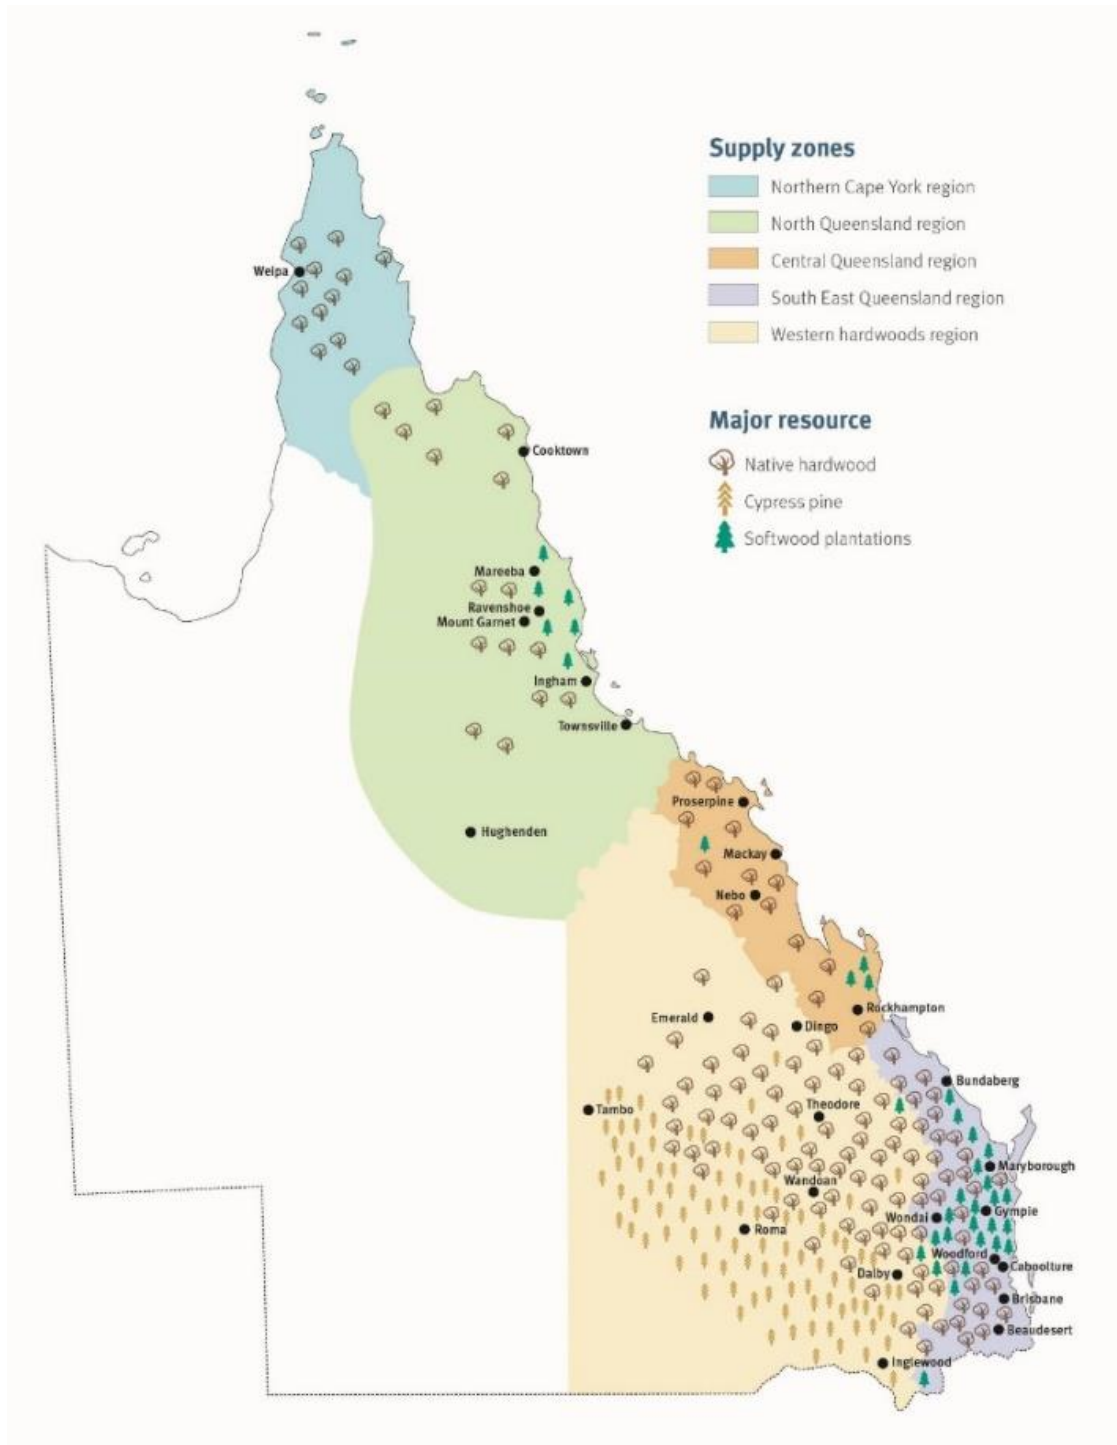 Supply zones
Northern Cape York region
North Queensland region
Central Queensland region
South East Queensland region
Western hardwoods region
Major resource
Native hardwood
Cypress pine
Softwood plantations
Weipa
Cooktown
Mareeba
Ravenshoe
Mount Garnet
Ingham
Townsville
Proserpine
Hughenden
Mackay
Nebo
Rockhampton
Emerald
Dingo
Bundaberg
Tambo
Theodore
Maryborough
Wandoan
Wondai
Gympie
Roma
Woodford
Caboolture
Dalby
Brisbane
Beaudesert
Inglewood